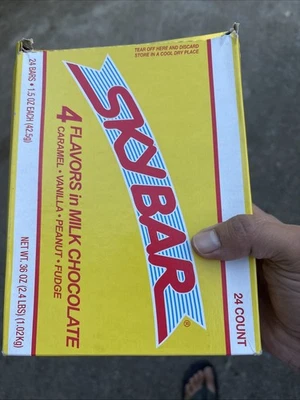 TEAR OFF HERE AND DISCARD
STORE IN A COOL DRY PLACE
24 BARS • 1.5 OZ EACH (42.5g)
SKYBAR®
4 FLAVORS in MILK CHOCOLATE
CARAMEL • VANILLA • PEANUT • FUDGE
24 COUNT
NET WT. 36 OZ (2.4 LBS) (1.02Kg)